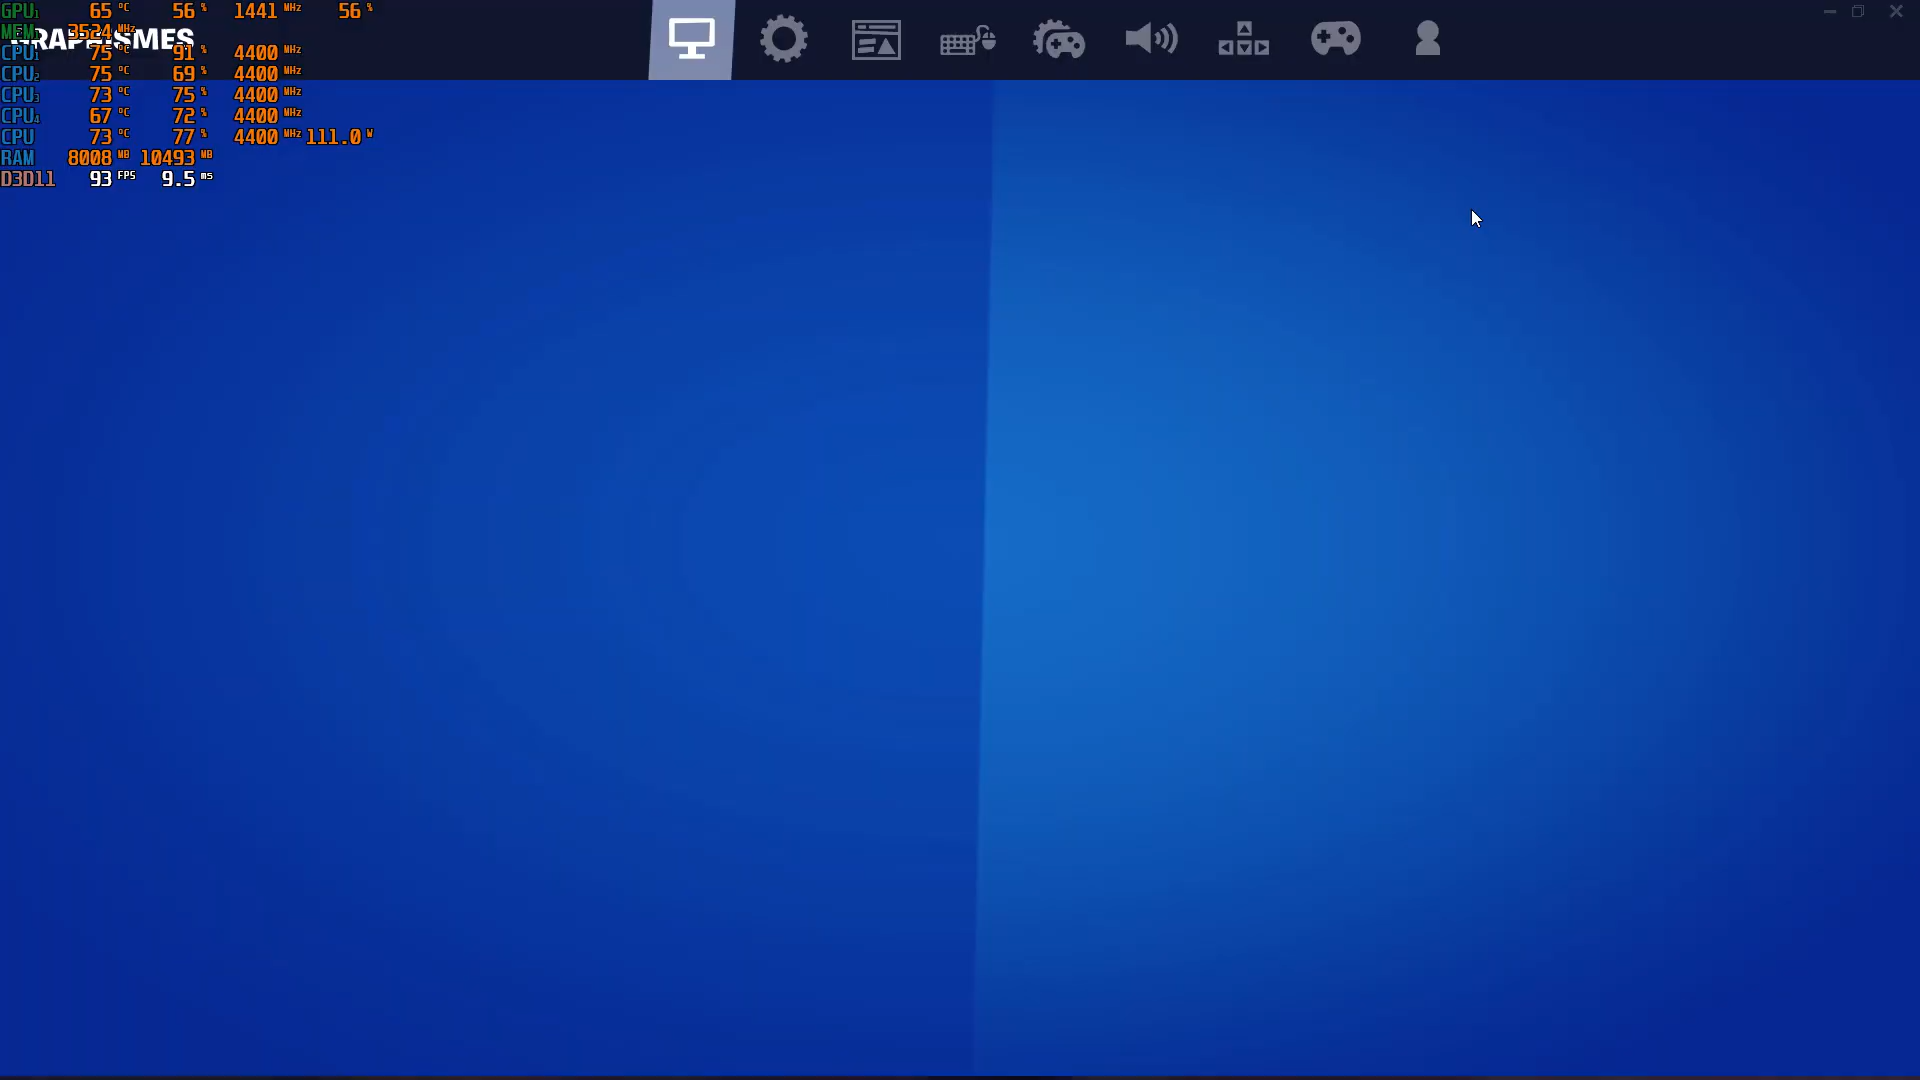 GPU1 65 °C 56 % 1441 MHz 56 %
MEM1 3524 MHz
GRAPHISMES
CPU1 75 °C 91 % 4400 MHz
CPU2 75 °C 69 % 4400 MHz
CPU3 73 °C 75 % 4400 MHz
CPU4 67 °C 72 % 4400 MHz
CPU 73 °C 77 % 4400 MHz 111.0 W
RAM 8008 MB 10493 MB
D3D11 93 FPS 9.5 ms